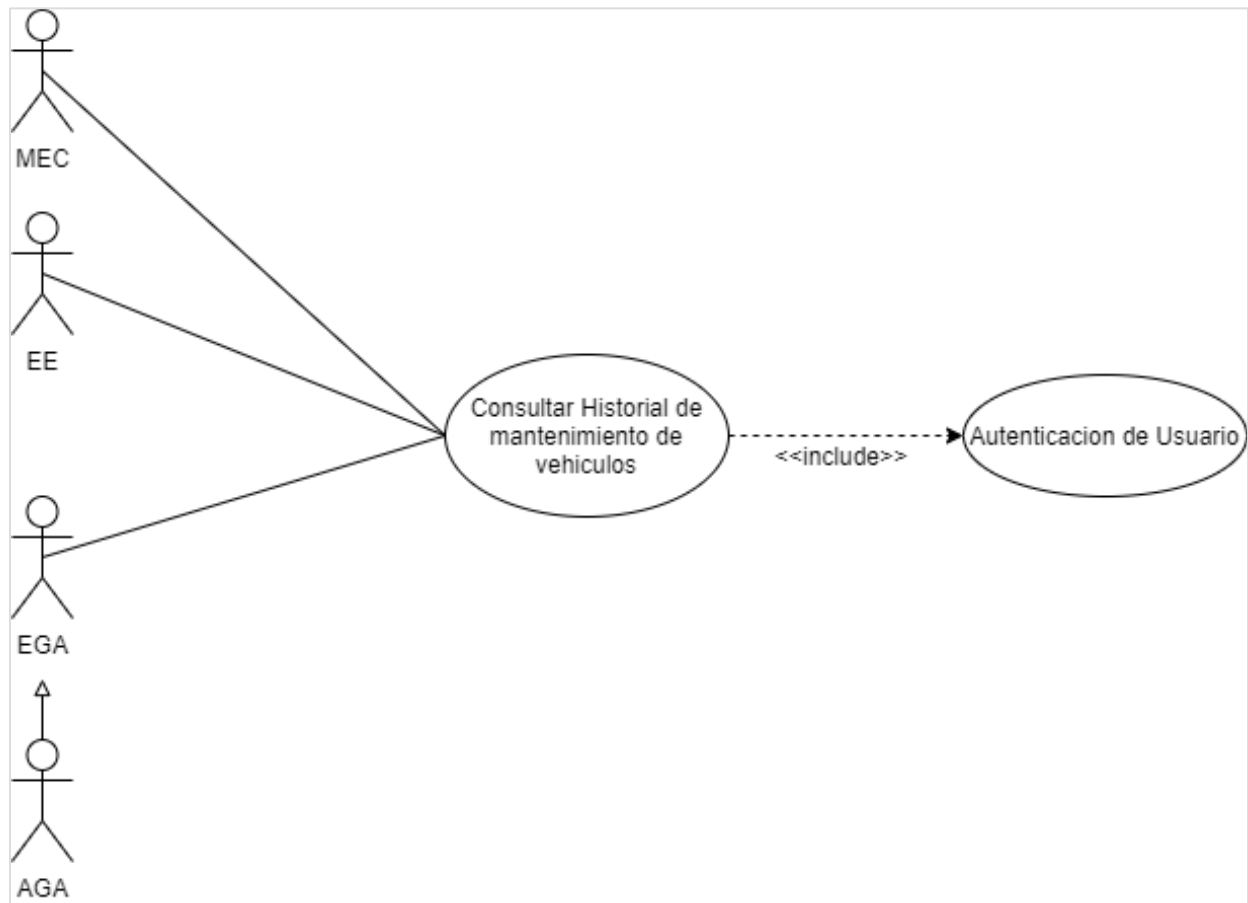 MEC
EE
Consultar Historial de
mantenimiento de
vehiculos
<<include>>
Autenticacion de Usuario
EGA
AGA